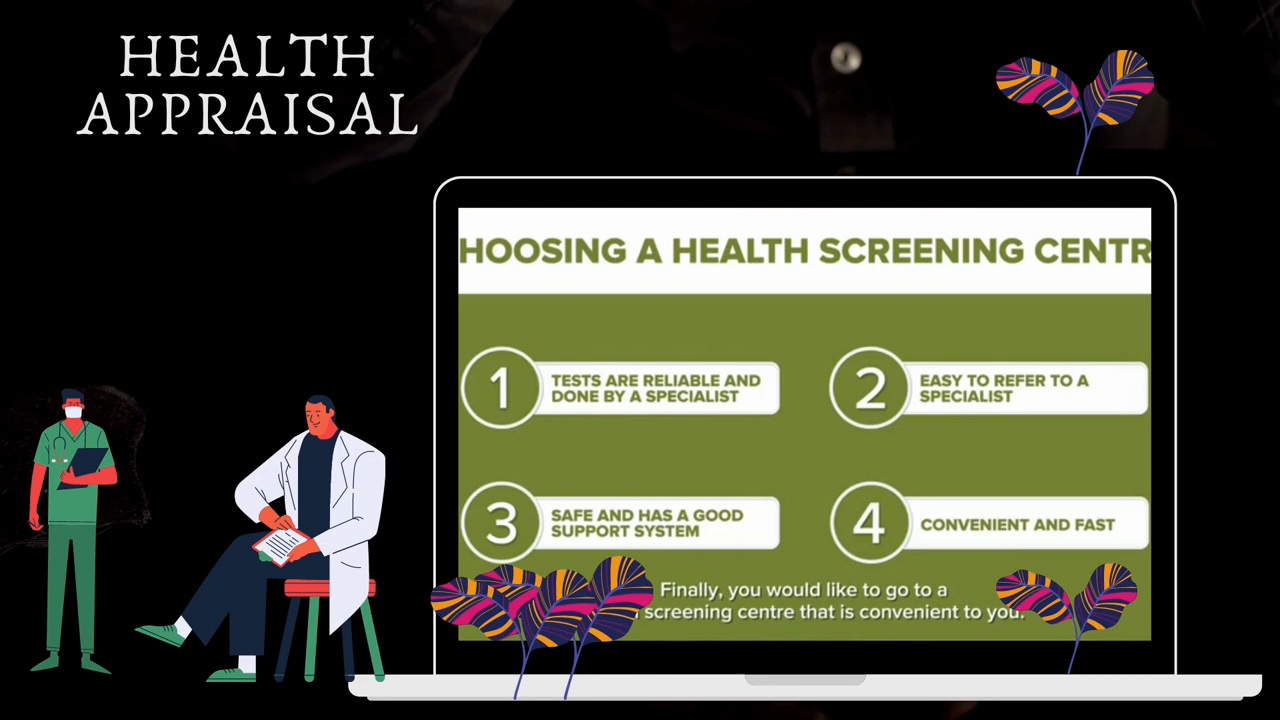 HEALTH
APPRAISAL
HOOSING A HEALTH SCREENING CENTR
1
TESTS ARE RELIABLE AND
DONE BY A SPECIALIST
2
EASY TO REFER TO A
SPECIALIST
3
SAFE AND HAS A GOOD
SUPPORT SYSTEM
4
CONVENIENT AND FAST
Finally, you would like to go to a
screening centre that is convenient to you.